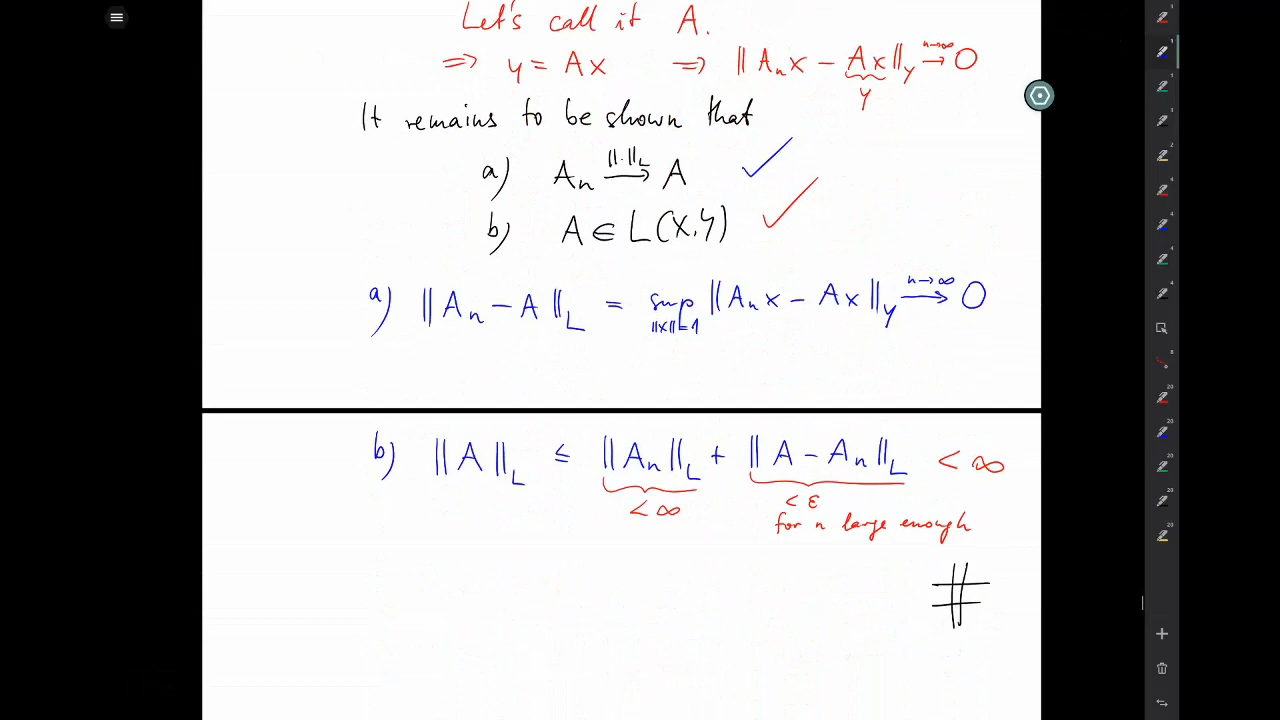 Let's call it A.
⇒ y = Ax ⇒ ‖Aₙx − Ax‖_Y →^{n→∞} 0
y
It remains to be shown that
a) Aₙ →^{‖·‖_L} A
b) A ∈ L(X,Y)
a) ‖Aₙ − A‖_L = sup_{‖x‖=1} ‖Aₙx − Ax‖_Y →^{n→∞} 0
b) ‖A‖_L ≤ ‖Aₙ‖_L + ‖A − Aₙ‖_L < ∞
< ∞ < ε
for n large enough
#